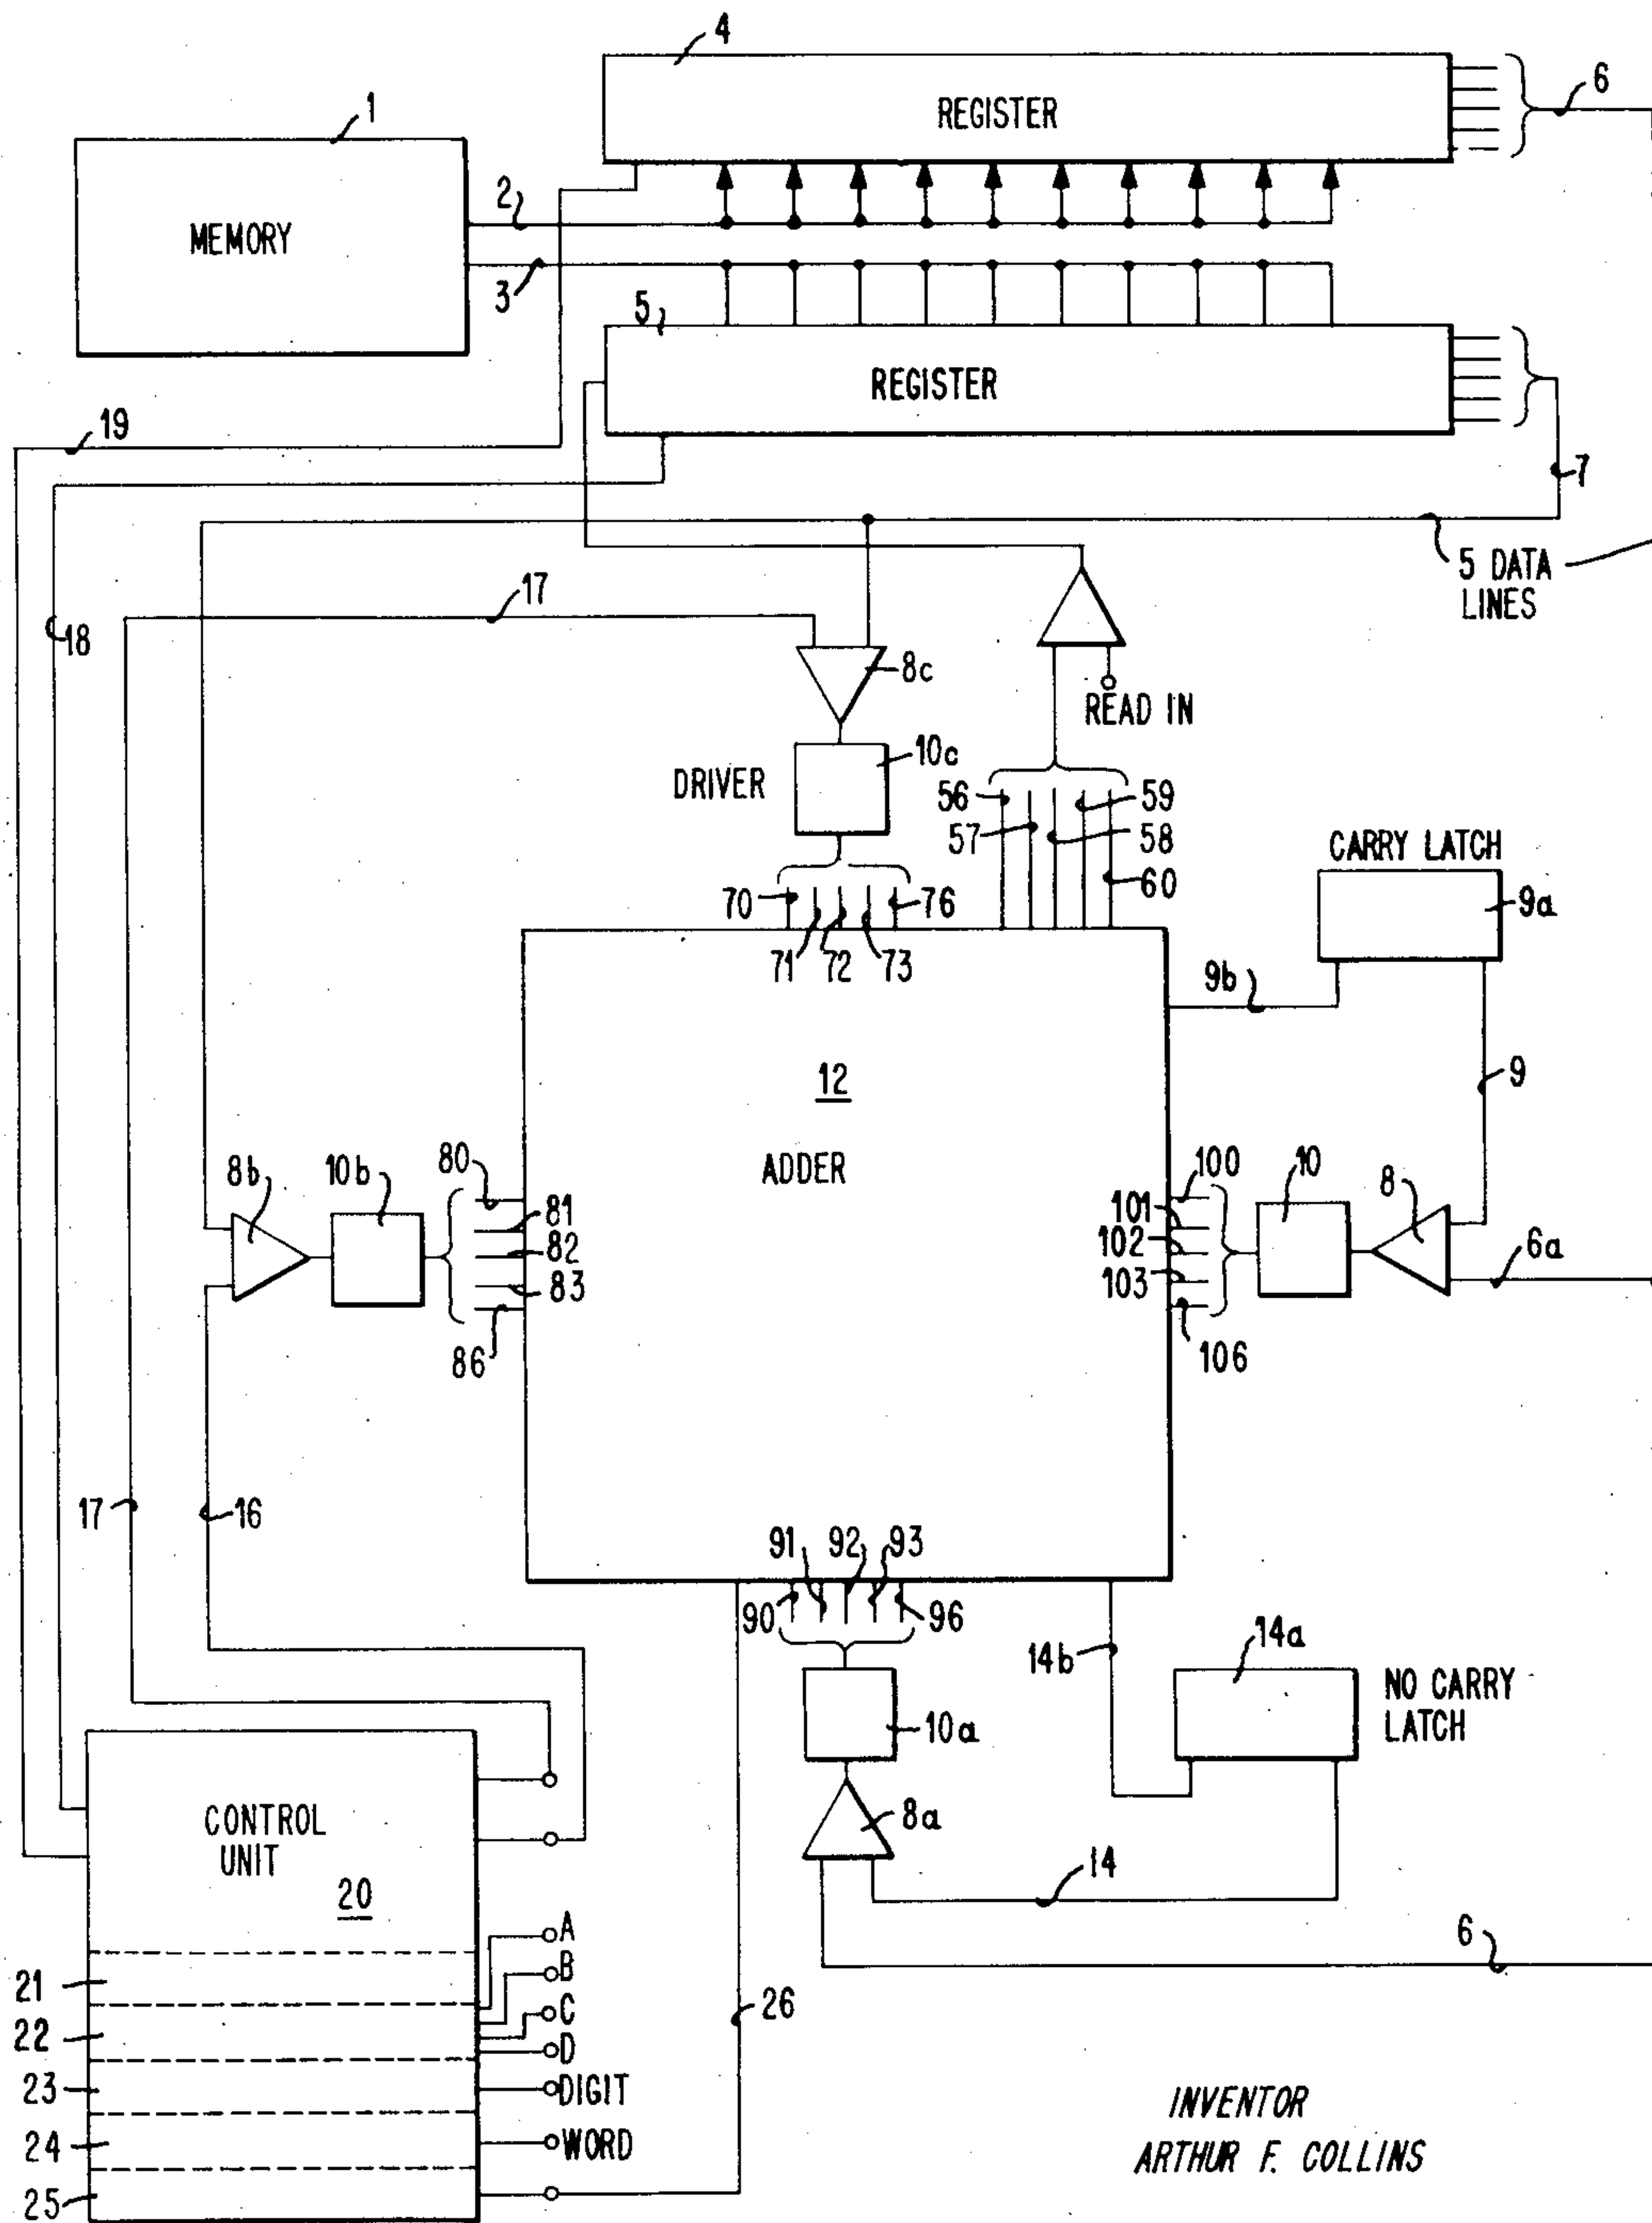 4
REGISTER
6
1
MEMORY
2
3
5
REGISTER
19
7
5 DATA
LINES
17
18
8c
READ IN
10c
DRIVER
56
59
57
58
60
CARRY LATCH
9a
70
76
71
72
73
9b
12
ADDER
9
8b
10b
80
81
82
83
86
100
101
102
103
106
10
8
6a
17
16
91
92
93
90
96
14b
14a
NO CARRY
LATCH
10a
8a
14
CONTROL
UNIT
20
6
A
B
C
D
DIGIT
WORD
21
22
23
24
25
26
INVENTOR
ARTHUR F. COLLINS